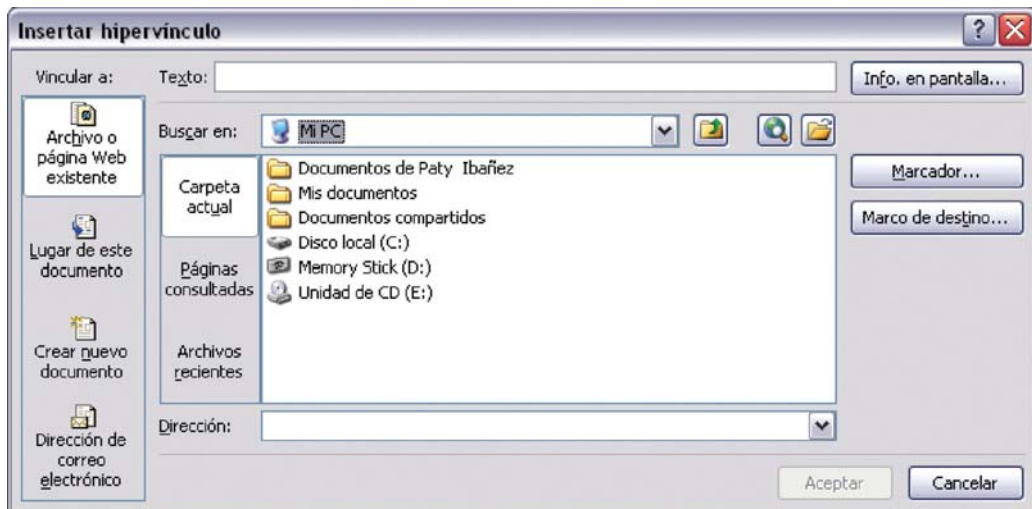 Insertar hipervínculo
Vincular a:
Texto:
Info. en pantalla...
Archivo o
página Web
existente
Lugar de este
documento
Crear nuevo
documento
Dirección de
correo
electrónico
Buscar en:
Mi PC
Carpeta
actual
Páginas
consultadas
Archivos
recientes
Documentos de Paty Ibañez
Mis documentos
Documentos compartidos
Disco local (C:)
Memory Stick (D:)
Unidad de CD (E:)
Marcador...
Marco de destino...
Dirección:
Aceptar
Cancelar